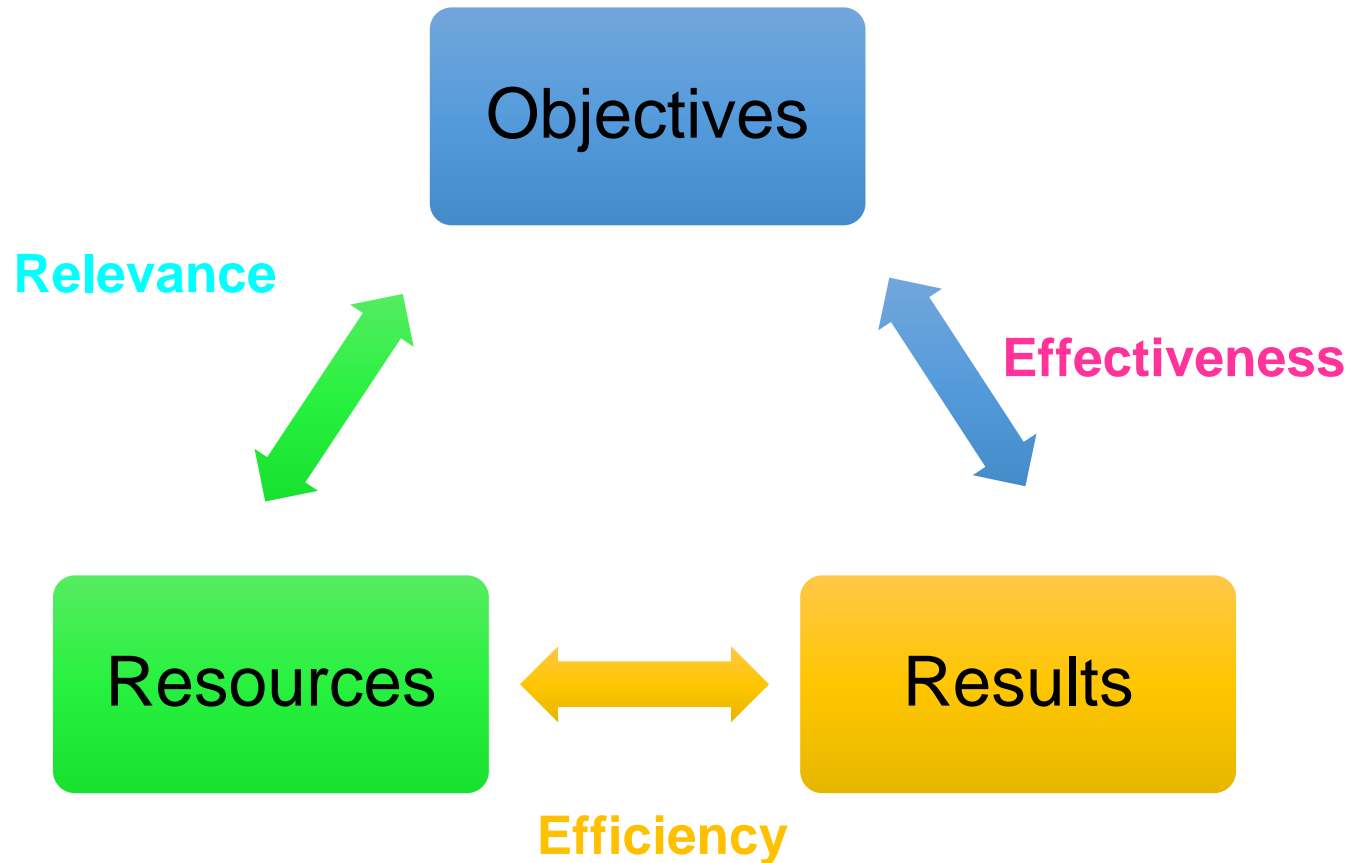 Objectives
Relevance
Effectiveness
Resources
Results
Efficiency